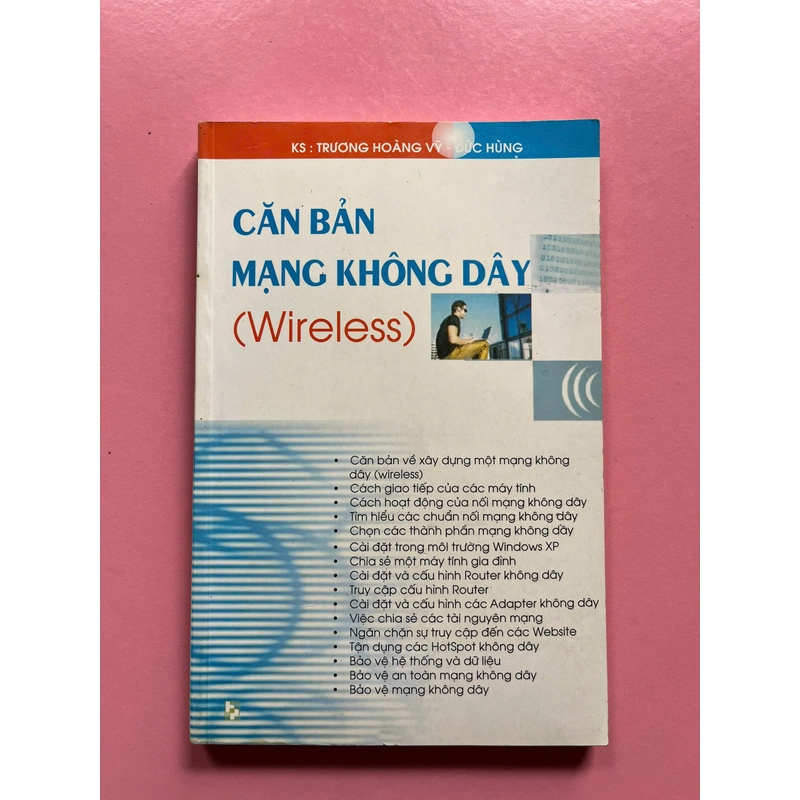 KS : TRƯƠNG HOÀNG VỸ - ĐỨC HÙNG
CĂN BẢN
MẠNG KHÔNG DÂY
(Wireless)
• Căn bản về xây dựng một mạng không
dây (wireless)
• Cách giao tiếp của các máy tính
• Cách hoạt động của nối mạng không dây
• Tìm hiểu các chuẩn nối mạng không dây
• Chọn các thành phần mạng không dây
• Cài đặt trong môi trường Windows XP
• Chia sẻ một máy tính gia đình
• Cài đặt và cấu hình Router không dây
• Truy cập cấu hình Router
• Cài đặt và cấu hình các Adapter không dây
• Việc chia sẻ các tài nguyên mạng
• Ngăn chặn sự truy cập đến các Website
• Tận dụng các HotSpot không dây
• Bảo vệ hệ thống và dữ liệu
• Bảo vệ an toàn mạng không dây
• Bảo vệ mạng không dây